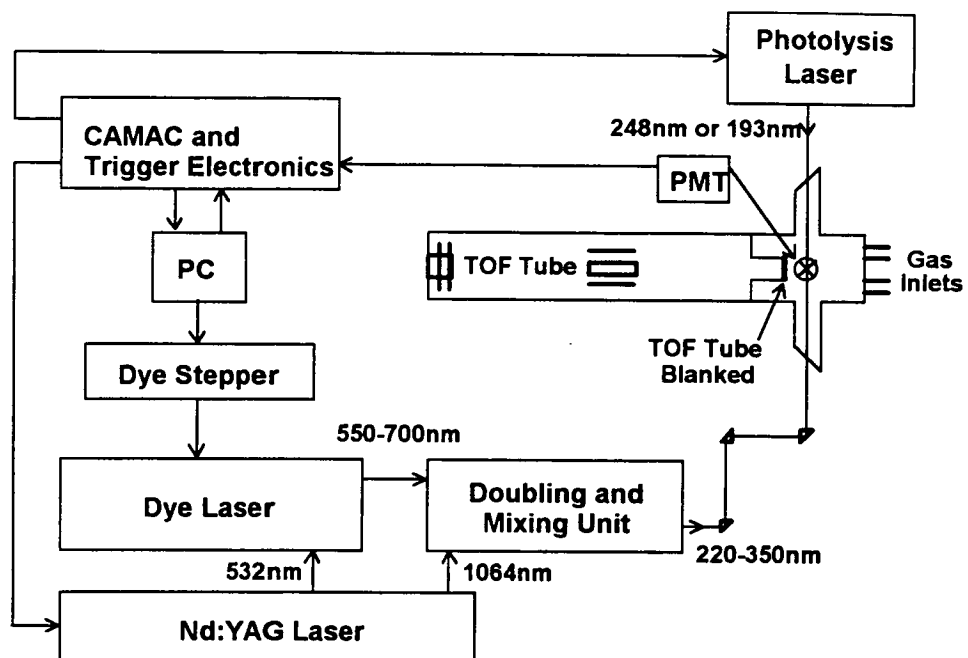 Photolysis
Laser
CAMAC and
Trigger Electronics
248nm or 193nm
PMT
PC
TOF Tube
Gas
Inlets
TOF Tube
Blanked
Dye Stepper
550-700nm
Dye Laser
Doubling and
Mixing Unit
220-350nm
532nm
1064nm
Nd:YAG Laser